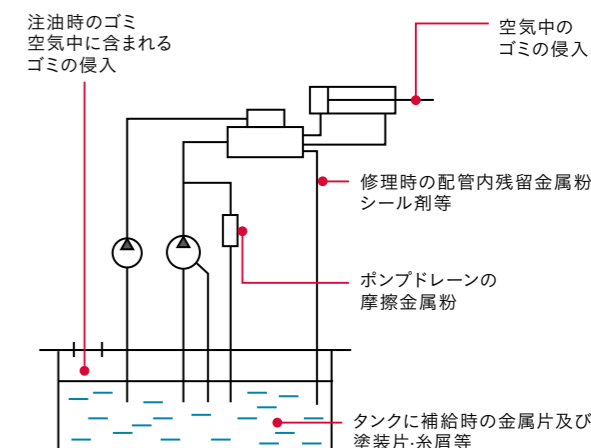 注油時のゴミ
空気中に含まれる
ゴミの侵入
空気中の
ゴミの侵入
修理時の配管内残留金属粉
シール剤等
ポンプドレーンの
摩擦金属粉
タンクに補給時の金属片及び
塗装片・糸屑等